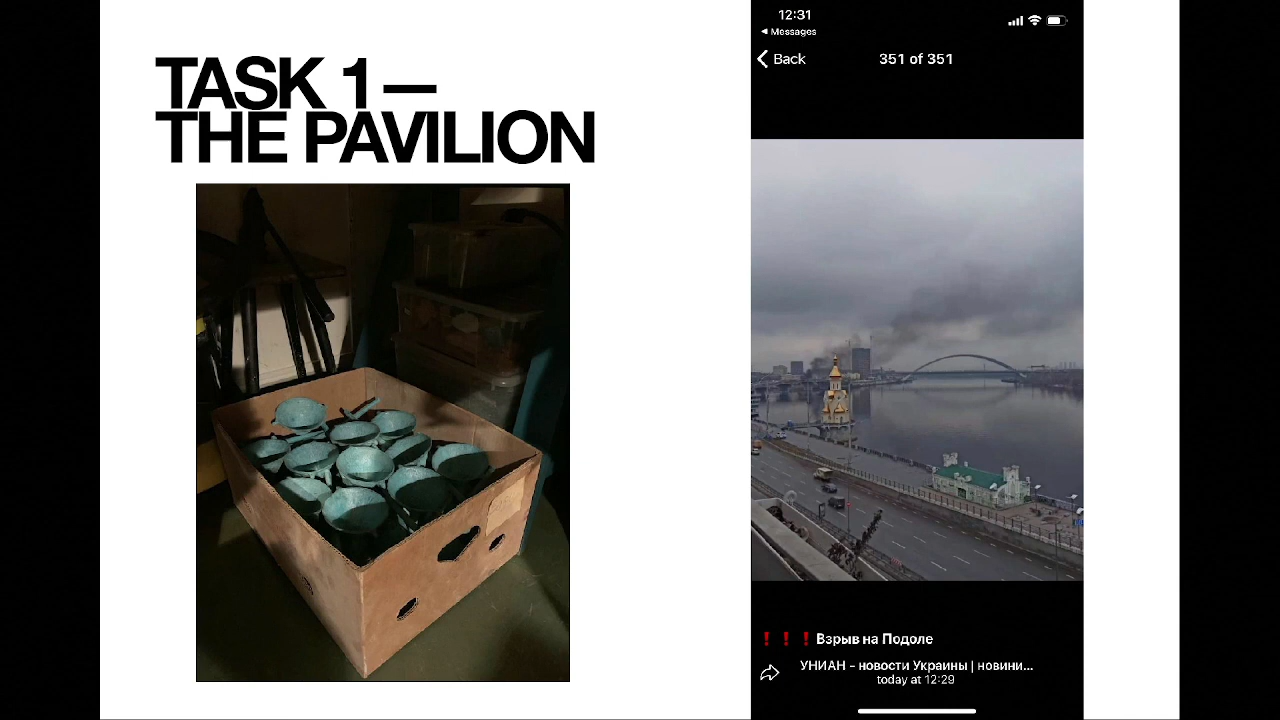 TASK 1—
THE PAVILION
12:31
◀ Messages
Back
351 of 351
❗❗❗Взрыв на Подоле
УНИАН - новости Украины | новини...
today at 12:29